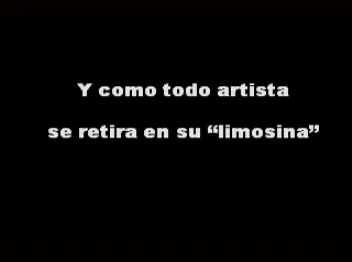 Y como todo artista
se retira en su “limosina”